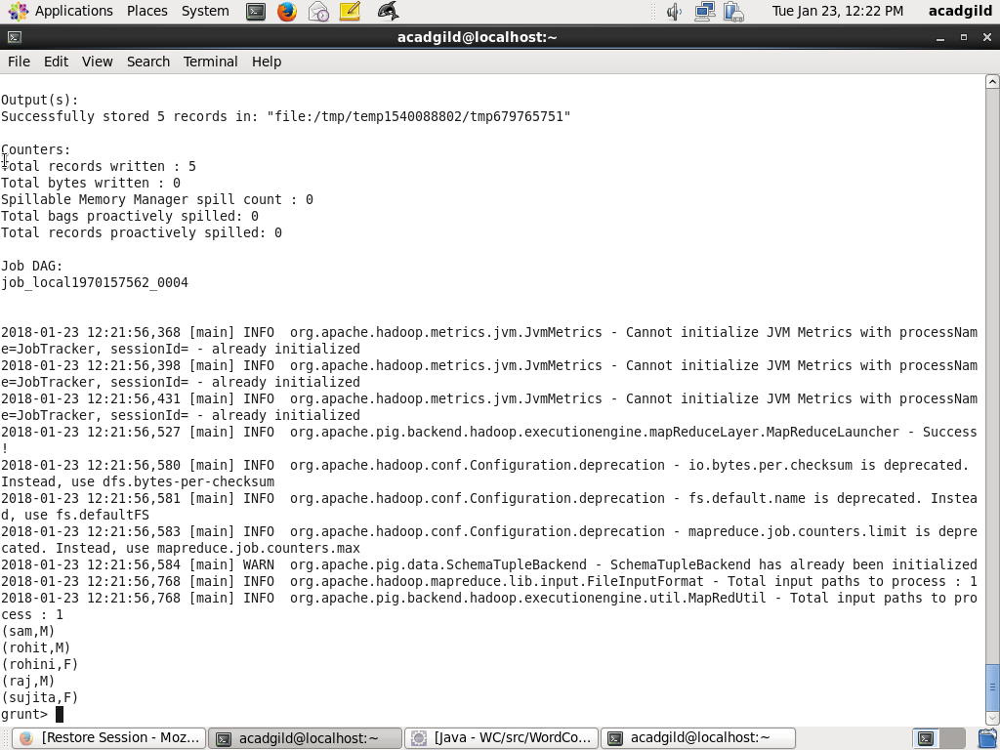 Applications Places System Tue Jan 23, 12:22 PM acadgild
acadgild@localhost:~
File Edit View Search Terminal Help
Output(s):
Successfully stored 5 records in: "file:/tmp/temp1540088802/tmp679765751"
Counters:
Total records written : 5
Total bytes written : 0
Spillable Memory Manager spill count : 0
Total bags proactively spilled: 0
Total records proactively spilled: 0
Job DAG:
job_local1970157562_0004
2018-01-23 12:21:56,368 [main] INFO  org.apache.hadoop.metrics.jvm.JvmMetrics - Cannot initialize JVM Metrics with processNam
e=JobTracker, sessionId= - already initialized
2018-01-23 12:21:56,398 [main] INFO  org.apache.hadoop.metrics.jvm.JvmMetrics - Cannot initialize JVM Metrics with processNam
e=JobTracker, sessionId= - already initialized
2018-01-23 12:21:56,431 [main] INFO  org.apache.hadoop.metrics.jvm.JvmMetrics - Cannot initialize JVM Metrics with processNam
e=JobTracker, sessionId= - already initialized
2018-01-23 12:21:56,527 [main] INFO  org.apache.pig.backend.hadoop.executionengine.mapReduceLayer.MapReduceLauncher - Success
!
2018-01-23 12:21:56,580 [main] INFO  org.apache.hadoop.conf.Configuration.deprecation - io.bytes.per.checksum is deprecated.
Instead, use dfs.bytes-per-checksum
2018-01-23 12:21:56,581 [main] INFO  org.apache.hadoop.conf.Configuration.deprecation - fs.default.name is deprecated. Instea
d, use fs.defaultFS
2018-01-23 12:21:56,583 [main] INFO  org.apache.hadoop.conf.Configuration.deprecation - mapreduce.job.counters.limit is depre
cated. Instead, use mapreduce.job.counters.max
2018-01-23 12:21:56,584 [main] WARN  org.apache.pig.data.SchemaTupleBackend - SchemaTupleBackend has already been initialized
2018-01-23 12:21:56,768 [main] INFO  org.apache.hadoop.mapreduce.lib.input.FileInputFormat - Total input paths to process : 1
2018-01-23 12:21:56,768 [main] INFO  org.apache.pig.backend.hadoop.executionengine.util.MapRedUtil - Total input paths to pro
cess : 1
(sam,M)
(rohit,M)
(rohini,F)
(raj,M)
(sujita,F)
grunt>
[Restore Session - Moz... acadgild@localhost:~ [Java - WC/src/WordCo... acadgild@localhost:~